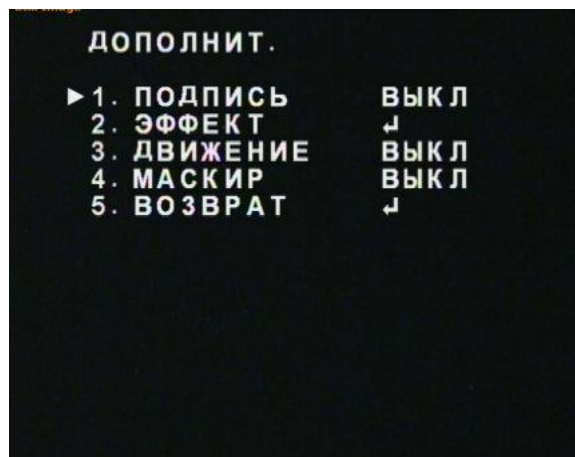 ДОПОЛНИТ.
►1. ПОДПИСЬ ВЫКЛ
2. ЭФФЕКТ ↵
3. ДВИЖЕНИЕ ВЫКЛ
4. МАСКИР ВЫКЛ
5. ВОЗВРАТ ↵